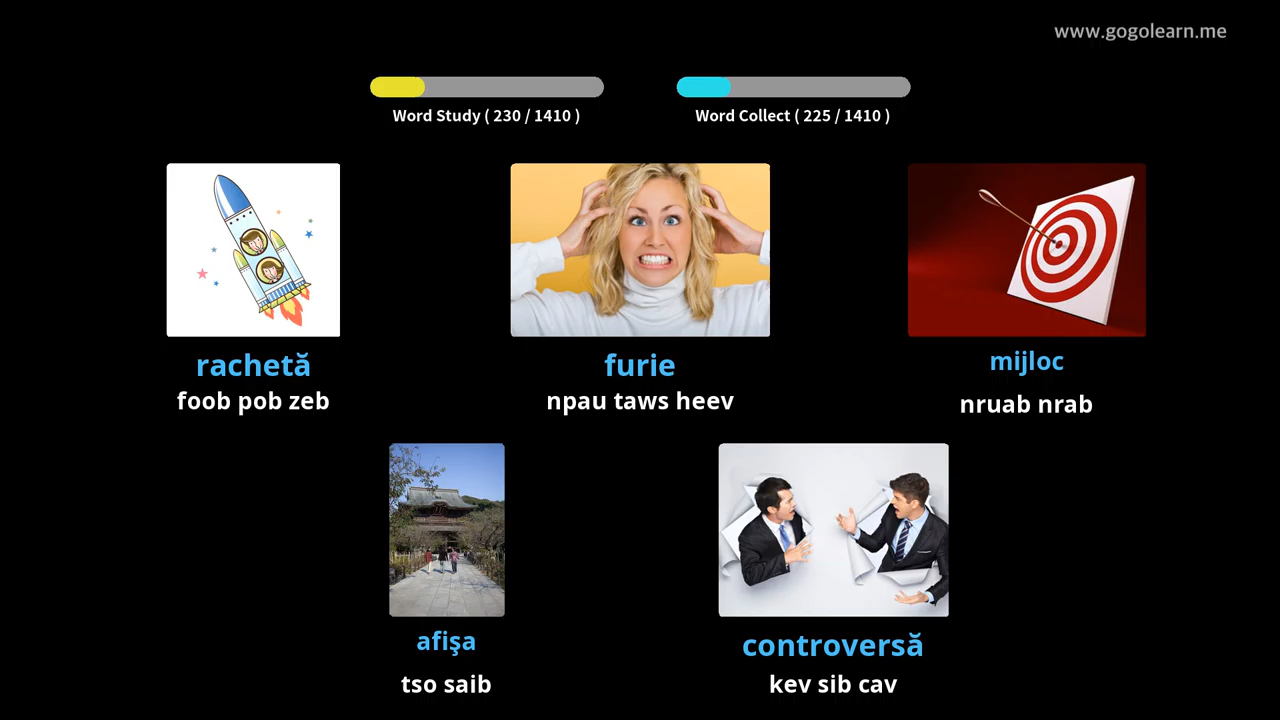 www.gogolearn.me
Word Study ( 230 / 1410 )
Word Collect ( 225 / 1410 )
rachetă
foob pob zeb
furie
npau taws heev
mijloc
nruab nrab
afişa
tso saib
controversă
kev sib cav